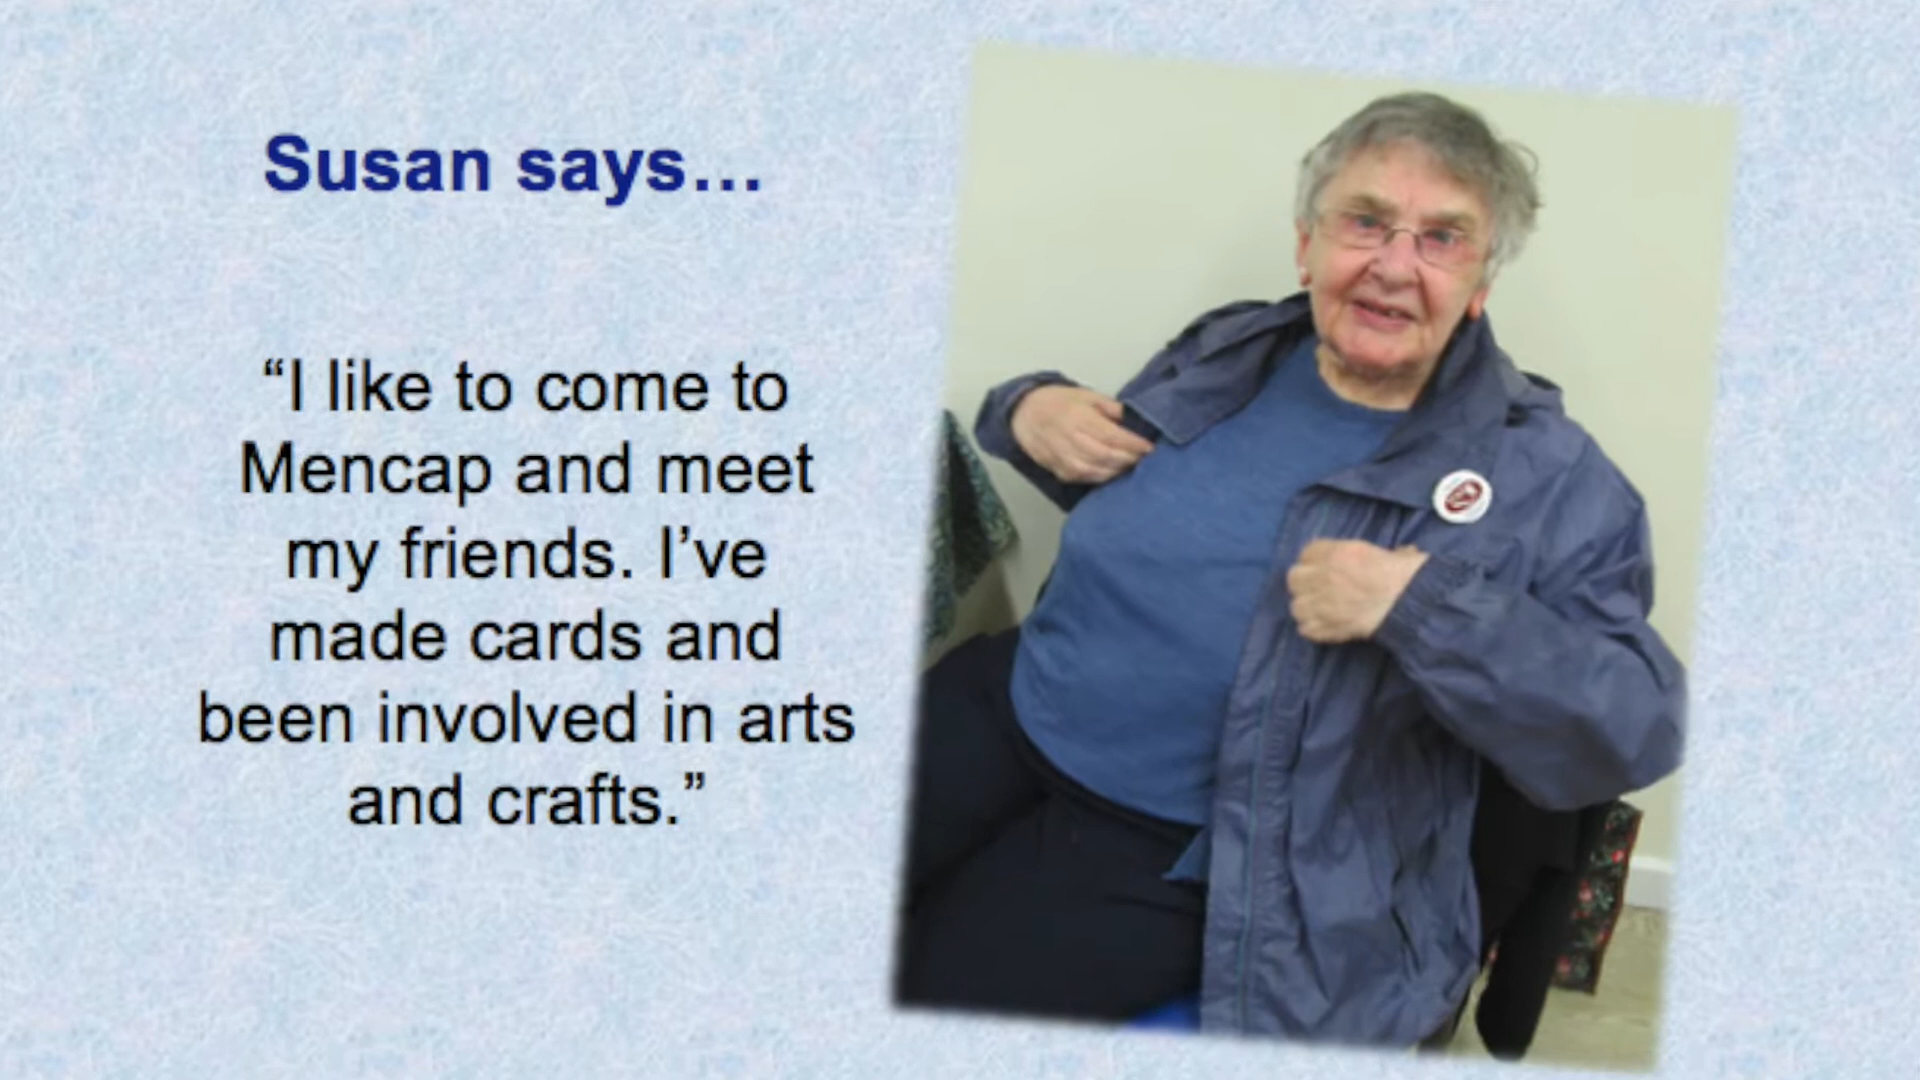 Susan says…
“I like to come to
Mencap and meet
my friends. I’ve
made cards and
been involved in arts
and crafts.”